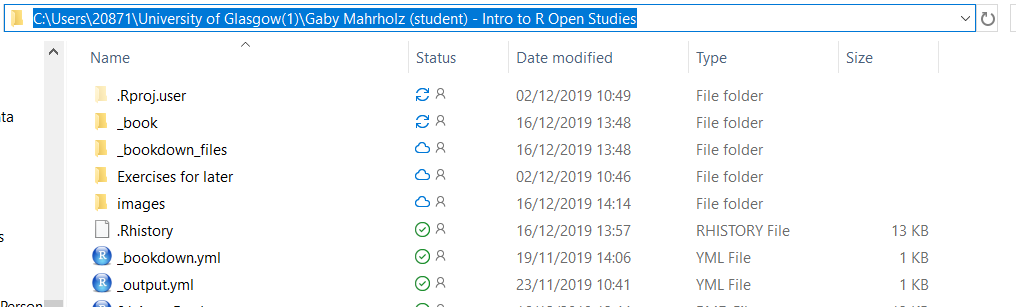 C:\Users\20871\University of Glasgow(1)\Gaby Mahrholz (student) - Intro to R Open Studies
Name Status Date modified Type Size
.Rproj.user 02/12/2019 10:49 File folder
_book 16/12/2019 13:48 File folder
ta
_bookdown_files 16/12/2019 13:48 File folder
Exercises for later 02/12/2019 10:46 File folder
images 16/12/2019 14:14 File folder
.Rhistory 16/12/2019 13:57 RHISTORY File 13 KB
s
_bookdown.yml 19/11/2019 14:06 YML File 1 KB
_output.yml 23/11/2019 10:41 YML File 1 KB
Person